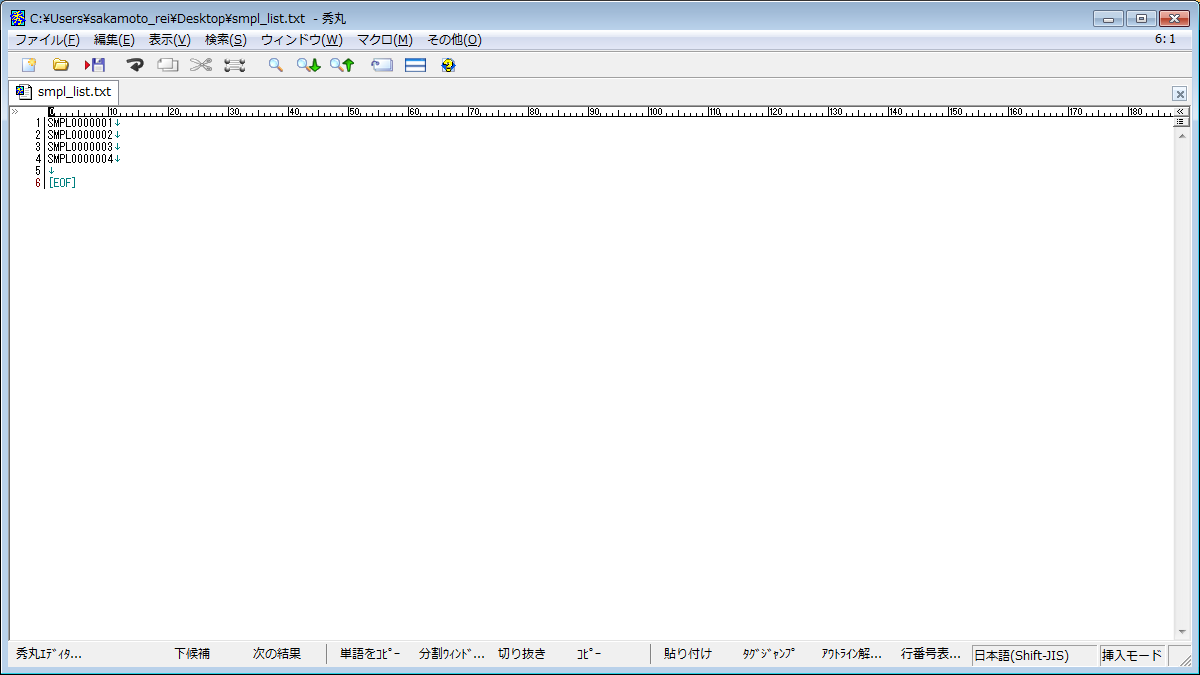 C:¥Users¥sakamoto_rei¥Desktop¥smpl_list.txt - 秀丸
ファイル(F) 編集(E) 表示(V) 検索(S) ウィンドウ(W) マクロ(M) その他(O) 6:1
smpl_list.txt
0 10 20 30 40 50 60 70 80 90 100 110 120 130 140 150 160 170 180
1 SMPL0000001↓
2 SMPL0000002↓
3 SMPL0000003↓
4 SMPL0000004↓
5 ↓
6 [EOF]
秀丸ｴﾃﾞｨﾀ... 下候補 次の結果 単語をｺﾋﾟｰ 分割ｳｨﾝﾄﾞ... 切り抜き ｺﾋﾟｰ 貼り付け ﾀｸﾞｼﾞｬﾝﾌﾟ ｱｳﾄﾗｲﾝ解... 行番号表... 日本語(Shift-JIS) 挿入モード